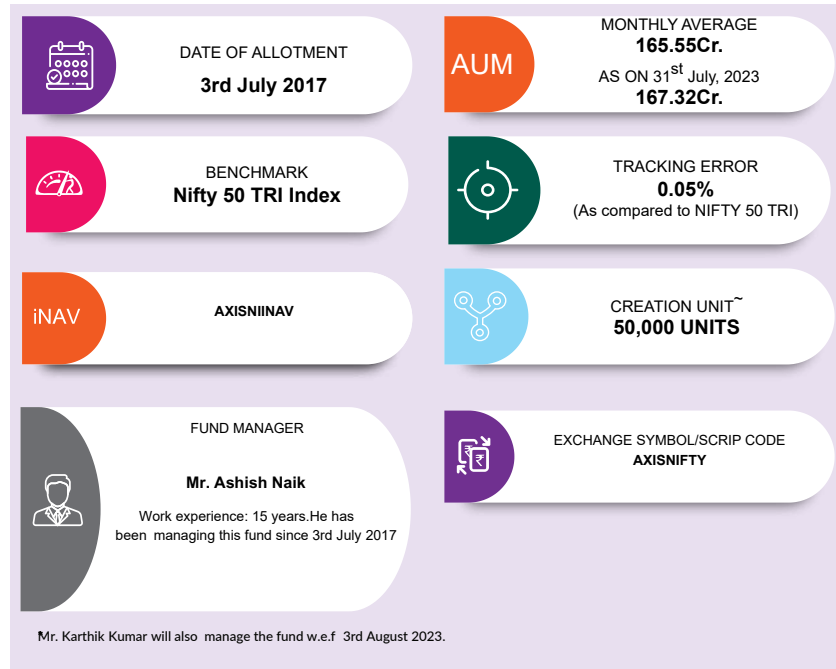 DATE OF ALLOTMENT
3rd July 2017
AUM
MONTHLY AVERAGE
165.55Cr.
AS ON 31st July, 2023
167.32Cr.
BENCHMARK
Nifty 50 TRI Index
TRACKING ERROR
0.05%
(As compared to NIFTY 50 TRI)
iNAV
AXISNIINAV
CREATION UNIT~
50,000 UNITS
FUND MANAGER
Mr. Ashish Naik
Work experience: 15 years.He has
been managing this fund since 3rd July 2017
EXCHANGE SYMBOL/SCRIP CODE
AXISNIFTY
Mr. Karthik Kumar will also manage the fund w.e.f 3rd August 2023.